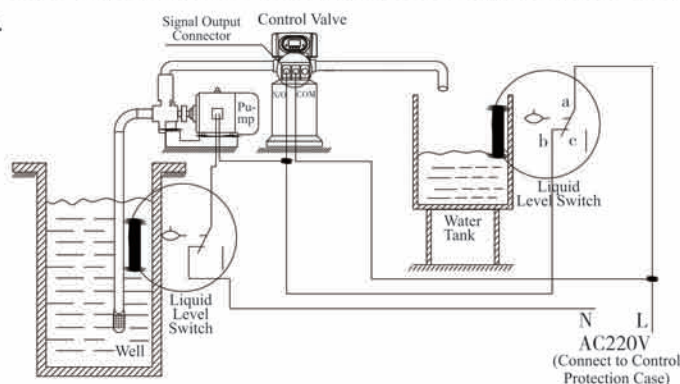 Signal Output
Connector
Control Valve
N/O
COM
Pu-
mp
a
b
c
Liquid
Level Switch
Water
Tank
Liquid
Level
Switch
Well
N L
AC220V
(Connect to Control
Protection Case)